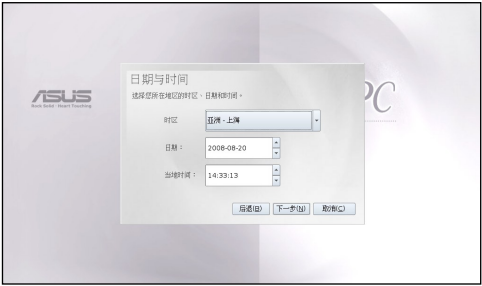 日期与时间
选择您所在地区的时区、日期和时间。
ASUS
Rock Solid · Heart Touching
PC
时区
亚洲 - 上海
日期：
2008-08-20
当地时间：
14:33:13
后退(B)
下一步(N)
取消(C)